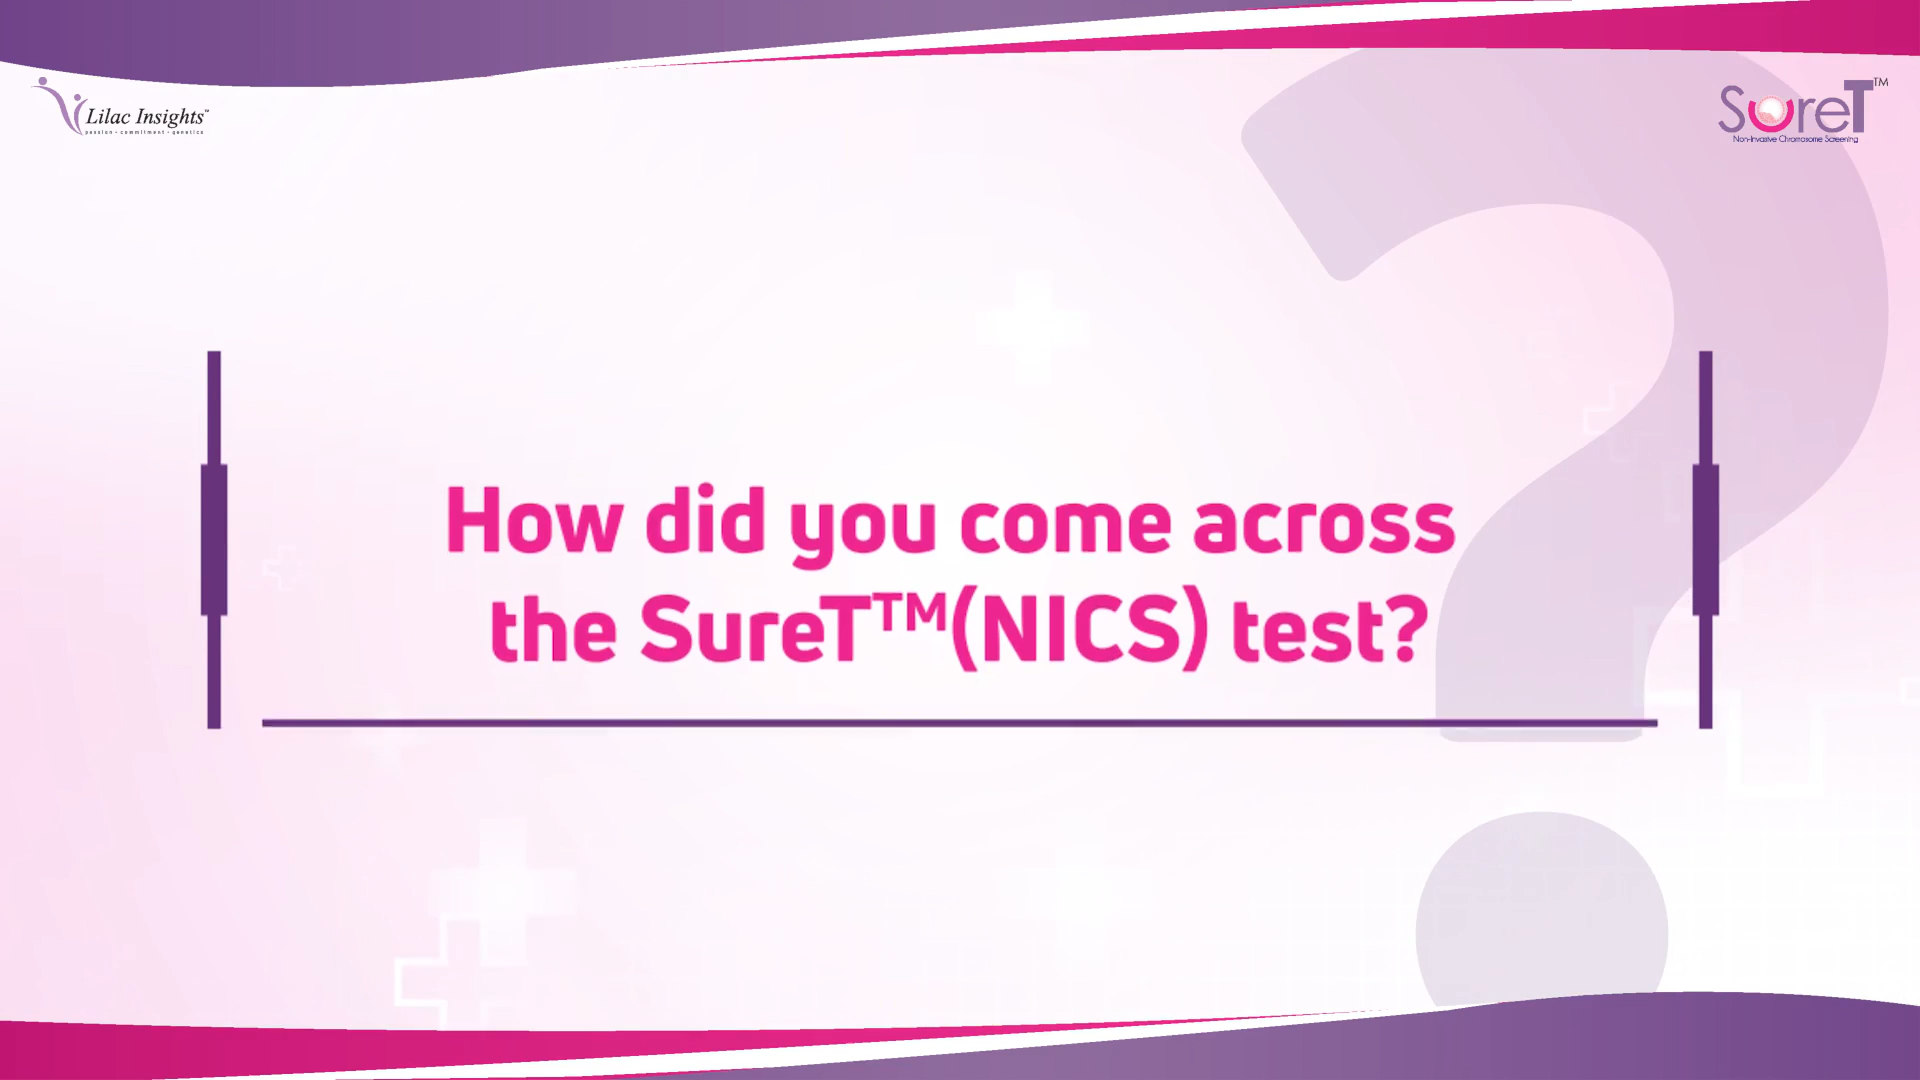 Lilac Insights™
passion • commitment • genetics
SureT™
Non-Invasive Chromosome Screening
How did you come across
the SureT™(NICS) test?